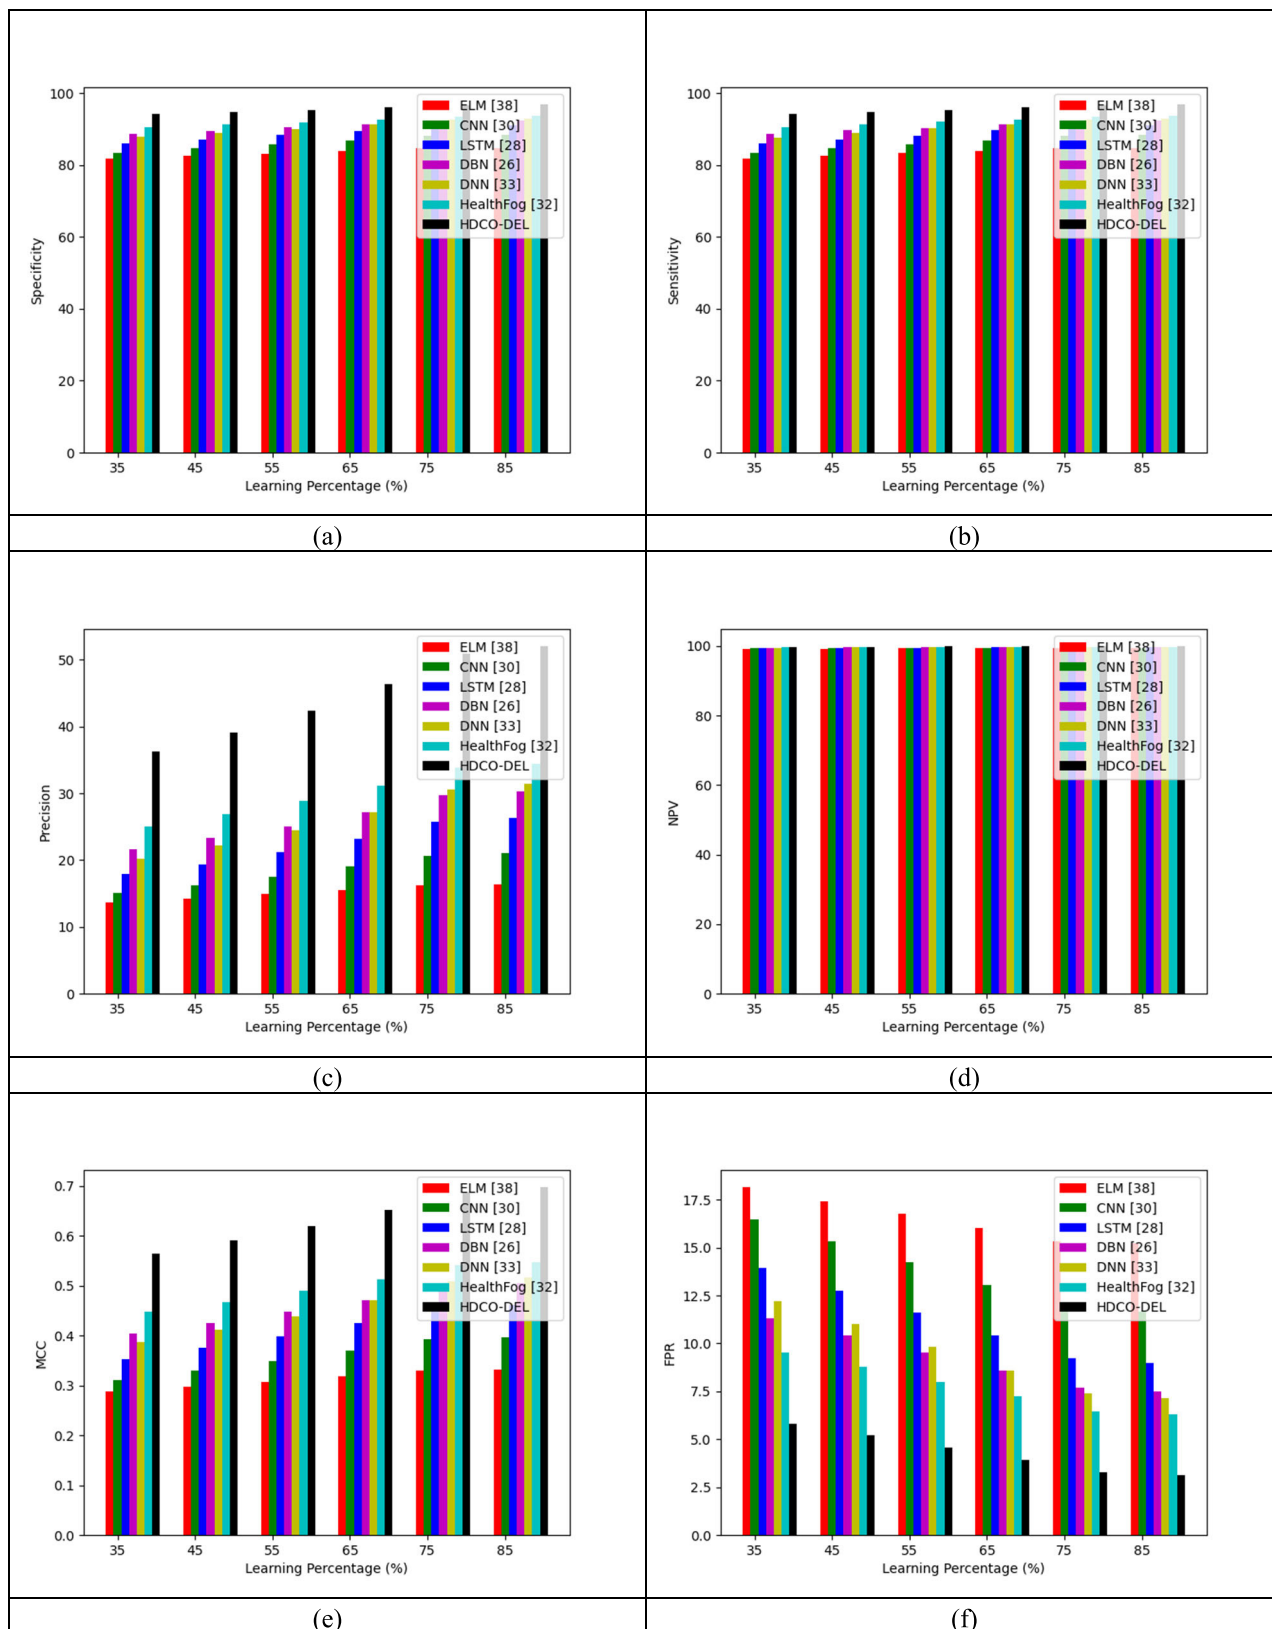 100
80
60
40
20
0
Specificity
35 45 55 65 75 85
Learning Percentage (%)
ELM [38]
CNN [30]
LSTM [28]
DBN [26]
DNN [33]
HealthFog [32]
HDCO-DEL
(a)
100
80
60
40
20
0
Sensitivity
35 45 55 65 75 85
Learning Percentage (%)
ELM [38]
CNN [30]
LSTM [28]
DBN [26]
DNN [33]
HealthFog [32]
HDCO-DEL
(b)
50
40
30
20
10
0
Precision
35 45 55 65 75 85
Learning Percentage (%)
ELM [38]
CNN [30]
LSTM [28]
DBN [26]
DNN [33]
HealthFog [32]
HDCO-DEL
(c)
100
80
60
40
20
0
NPV
35 45 55 65 75 85
Learning Percentage (%)
ELM [38]
CNN [30]
LSTM [28]
DBN [26]
DNN [33]
HealthFog [32]
HDCO-DEL
(d)
0.7
0.6
0.5
0.4
0.3
0.2
0.1
0.0
MCC
35 45 55 65 75 85
Learning Percentage (%)
ELM [38]
CNN [30]
LSTM [28]
DBN [26]
DNN [33]
HealthFog [32]
HDCO-DEL
(e)
17.5
15.0
12.5
10.0
7.5
5.0
2.5
0.0
FPR
35 45 55 65 75 85
Learning Percentage (%)
ELM [38]
CNN [30]
LSTM [28]
DBN [26]
DNN [33]
HealthFog [32]
HDCO-DEL
(f)